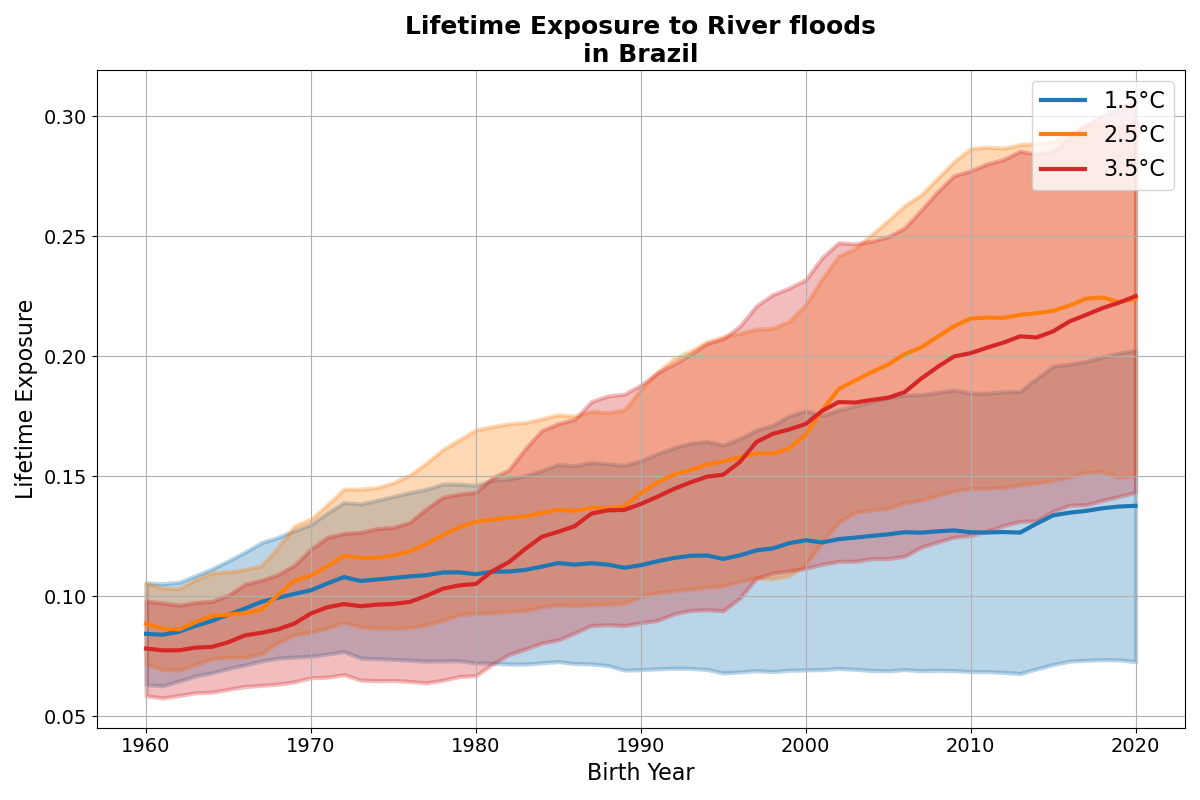 Lifetime Exposure to River floods
in Brazil
1.5°C
2.5°C
3.5°C
Lifetime Exposure
0.30
0.25
0.20
0.15
0.10
0.05
1960 1970 1980 1990 2000 2010 2020
Birth Year